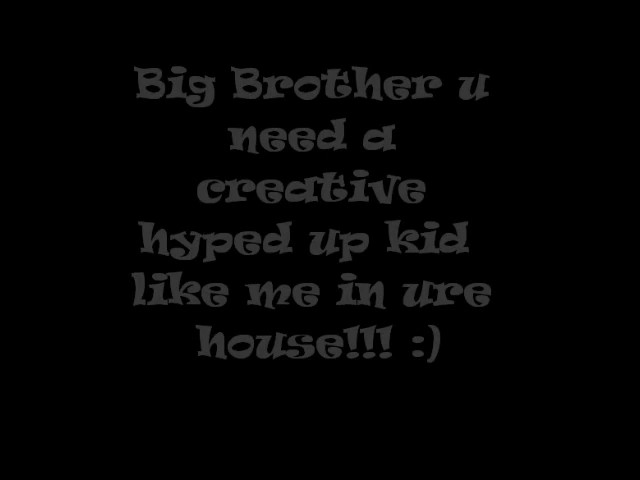 Big Brother u
need a
creative
hyped up kid
like me in ure
house!!! :)